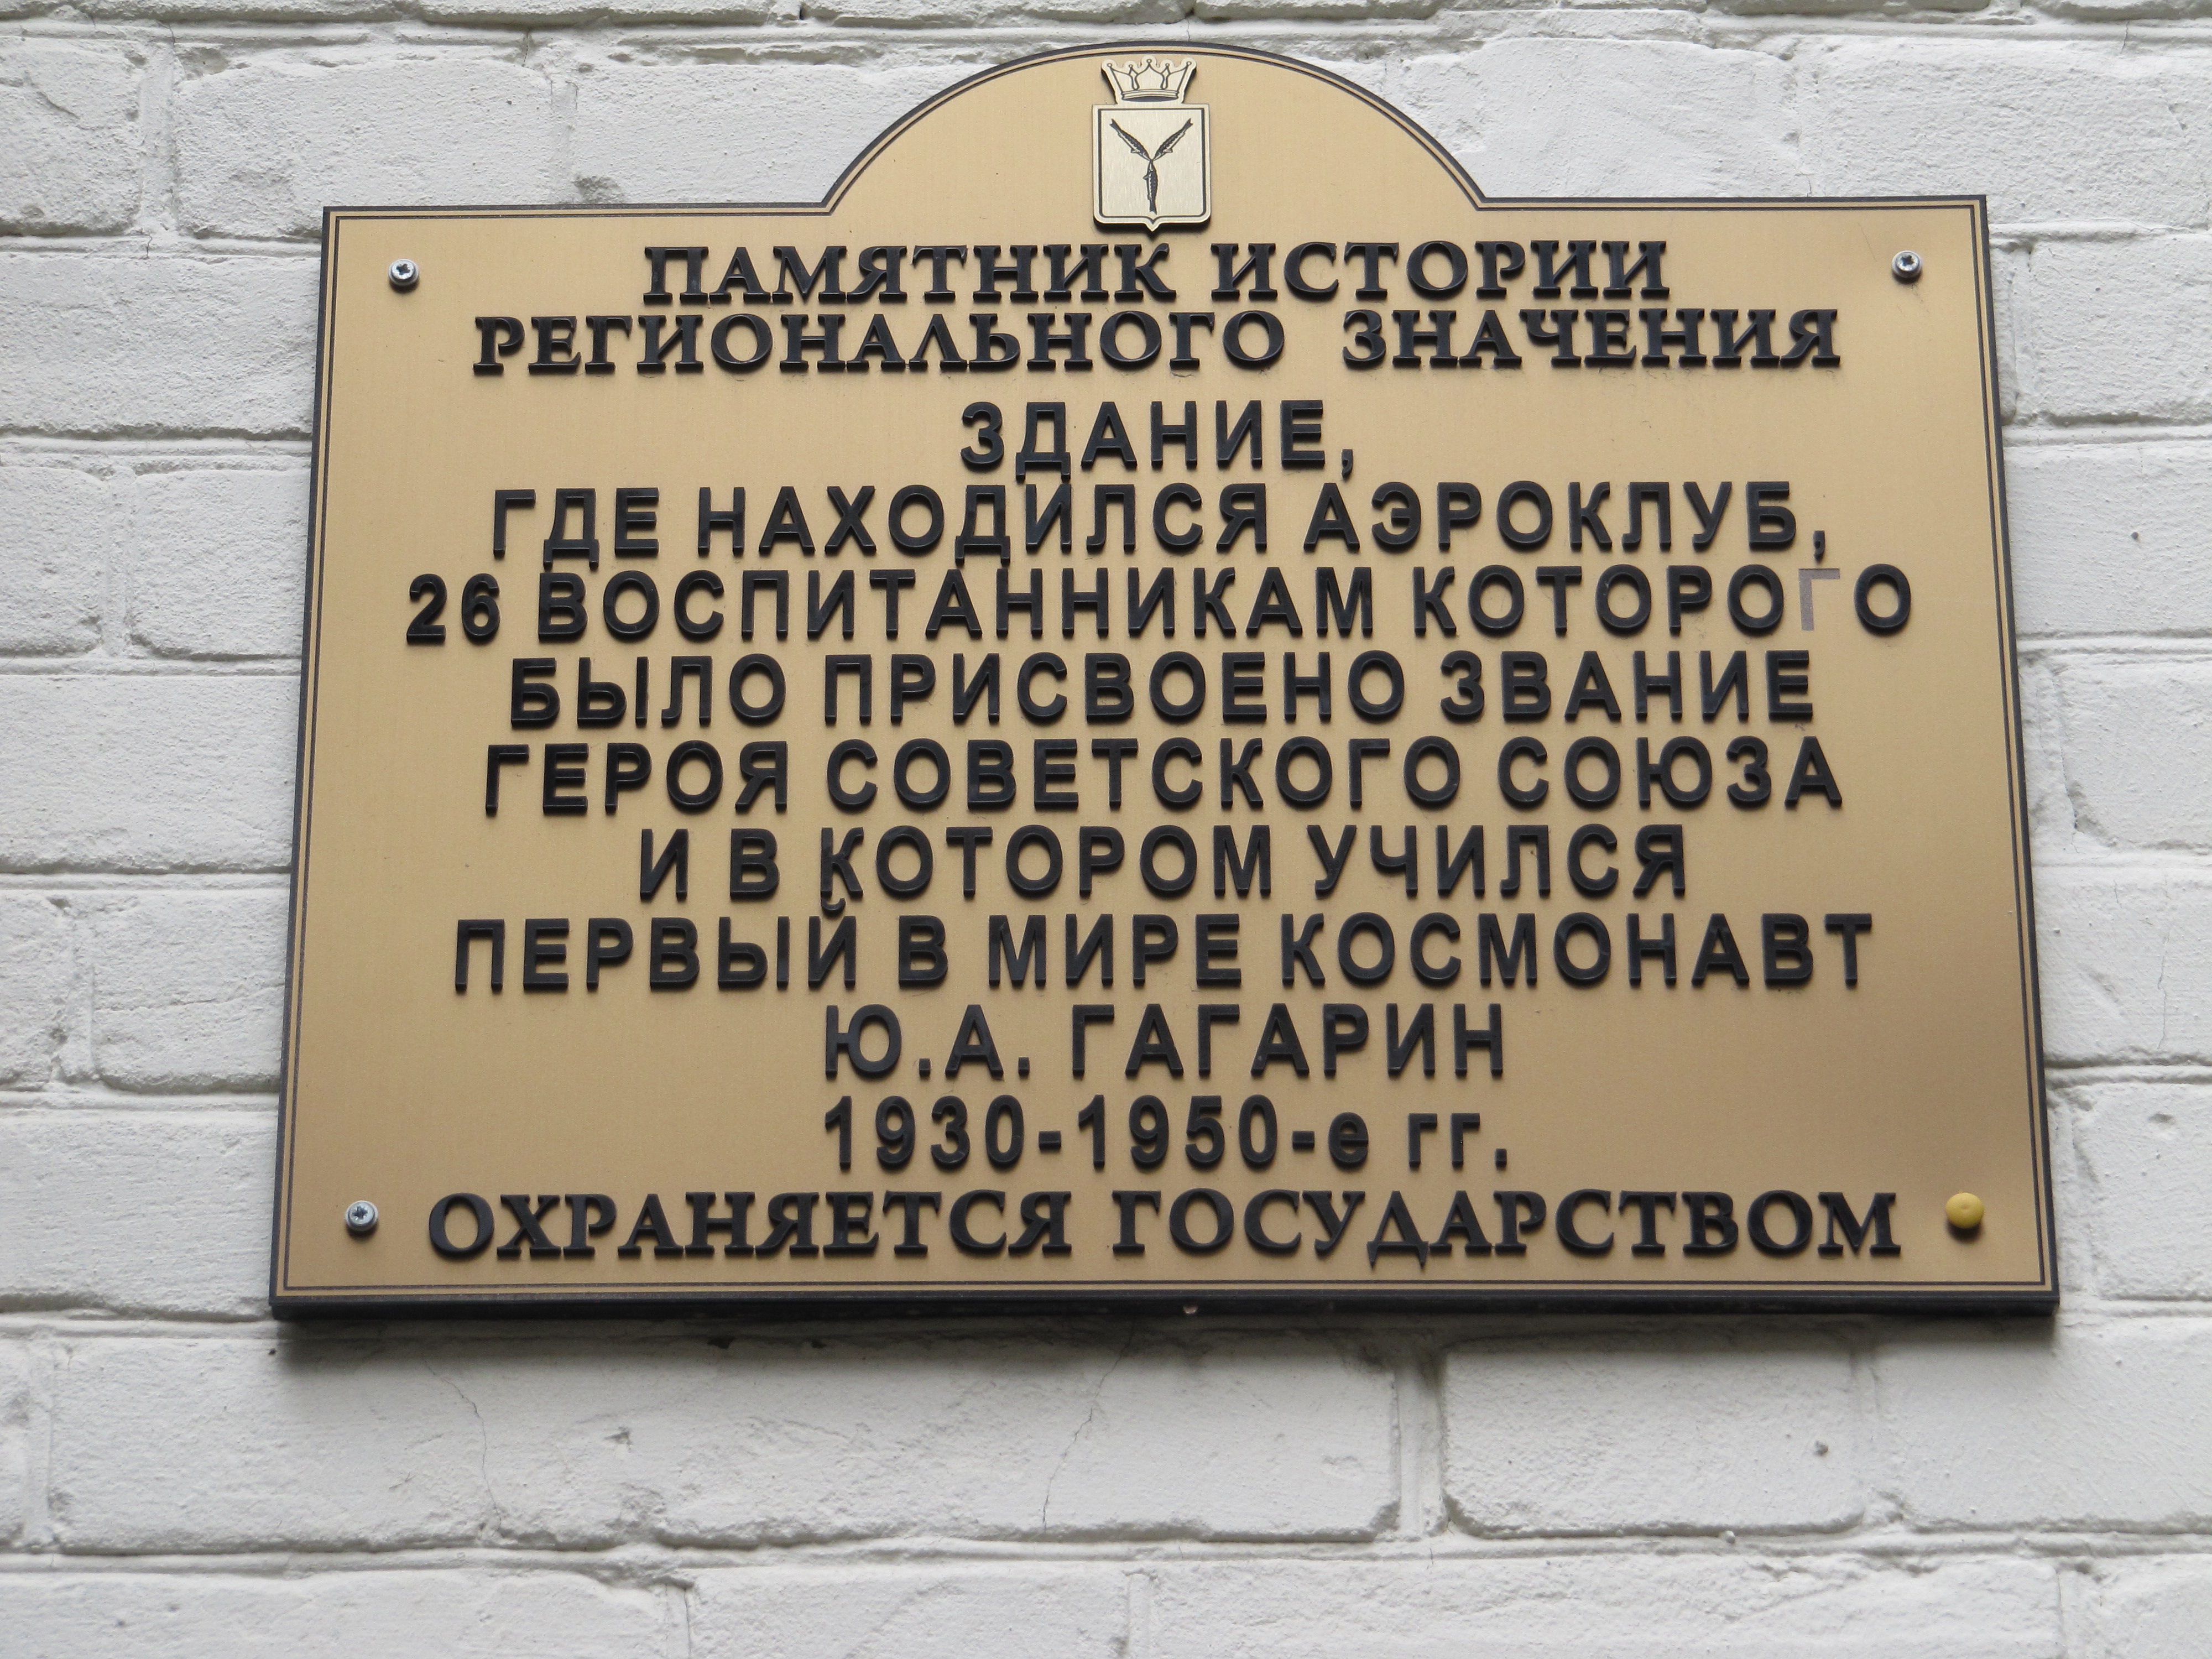 ПАМЯТНИК ИСТОРИИ
РЕГИОНАЛЬНОГО ЗНАЧЕНИЯ
ЗДАНИЕ,
ГДЕ НАХОДИЛСЯ АЭРОКЛУБ,
26 ВОСПИТАННИКАМ КОТОРОГО
БЫЛО ПРИСВОЕНО ЗВАНИЕ
ГЕРОЯ СОВЕТСКОГО СОЮЗА
И В КОТОРОМ УЧИЛСЯ
ПЕРВЫЙ В МИРЕ КОСМОНАВТ
Ю.А. ГАГАРИН
1930-1950-е гг.
ОХРАНЯЕТСЯ ГОСУДАРСТВОМ